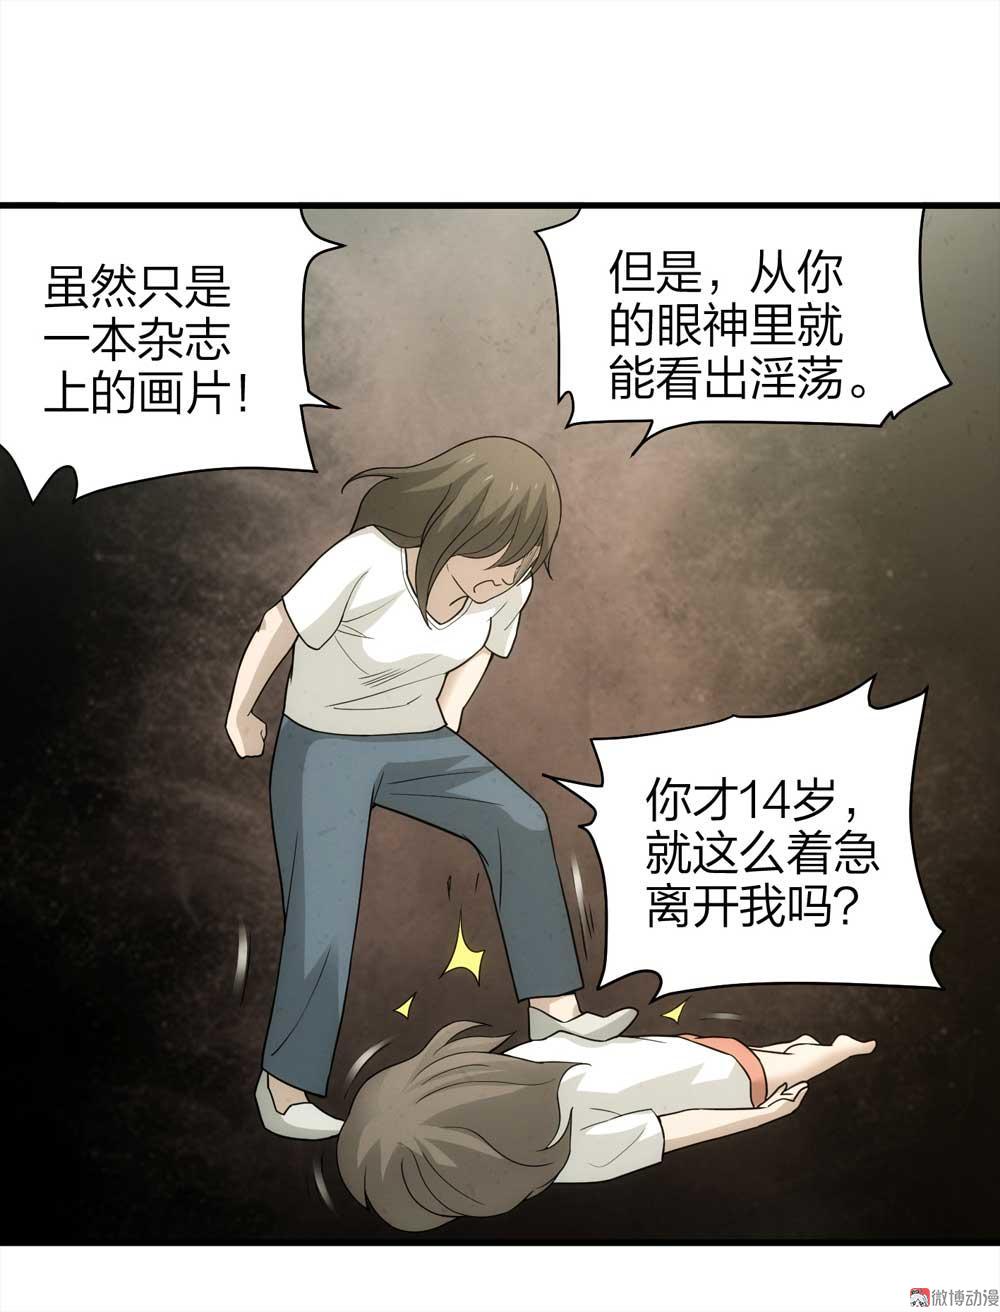 虽然只是
一本杂志
上的画片！
但是，从你
的眼神里就
能看出淫荡。
你才14岁，
就这么着急
离开我吗？
微博动漫